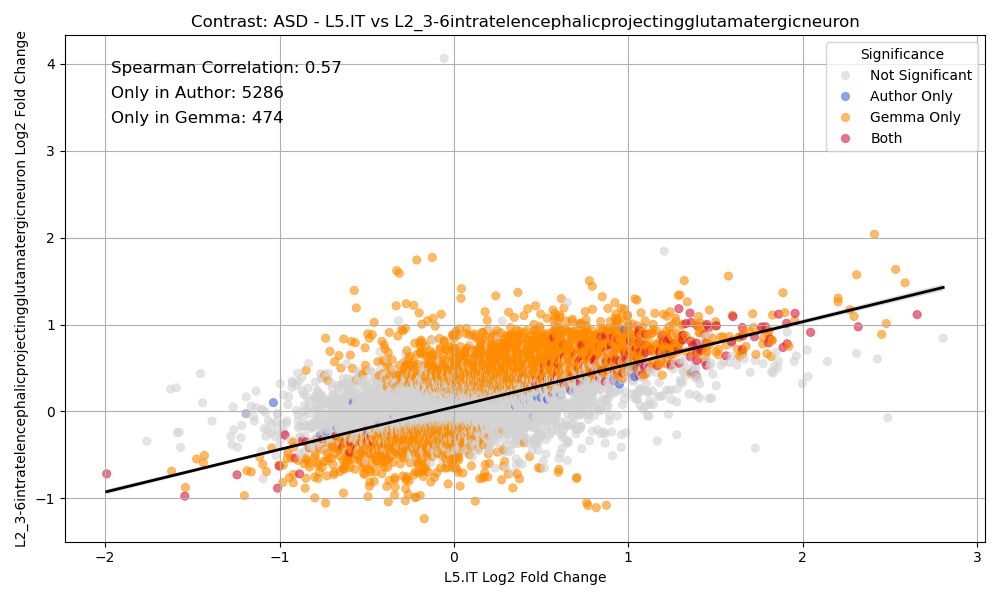 Contrast: ASD - L5.IT vs L2_3-6intratelencephalicprojectingglutamatergicneuron
L2_3-6intratelencephalicprojectingglutamatergicneuron Log2 Fold Change
4
3
2
1
0
−1
Spearman Correlation: 0.57
Only in Author: 5286
Only in Gemma: 474
Significance
Not Significant
Author Only
Gemma Only
Both
−2
−1
0
1
2
3
L5.IT Log2 Fold Change